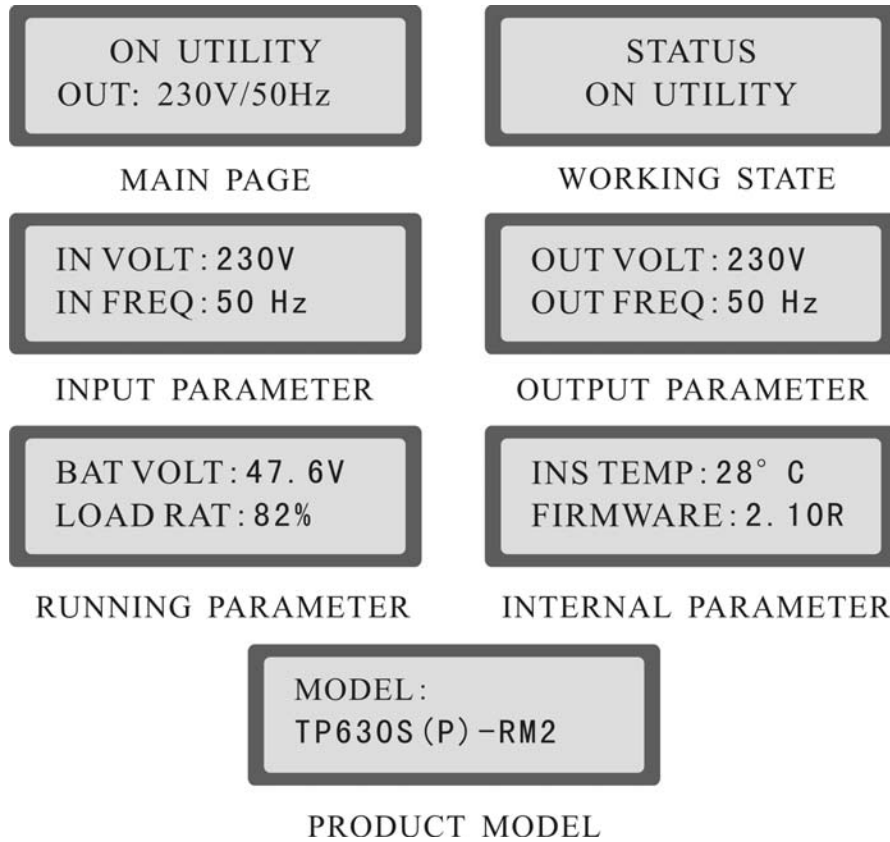 ON UTILITY
OUT: 230V/50Hz
MAIN PAGE
STATUS
ON UTILITY
WORKING STATE
IN VOLT:230V
IN FREQ:50 Hz
INPUT PARAMETER
OUT VOLT:230V
OUT FREQ:50 Hz
OUTPUT PARAMETER
BAT VOLT:47.6V
LOAD RAT:82%
RUNNING PARAMETER
INS TEMP:28° C
FIRMWARE:2.10R
INTERNAL PARAMETER
MODEL:
TP630S(P)-RM2
PRODUCT MODEL